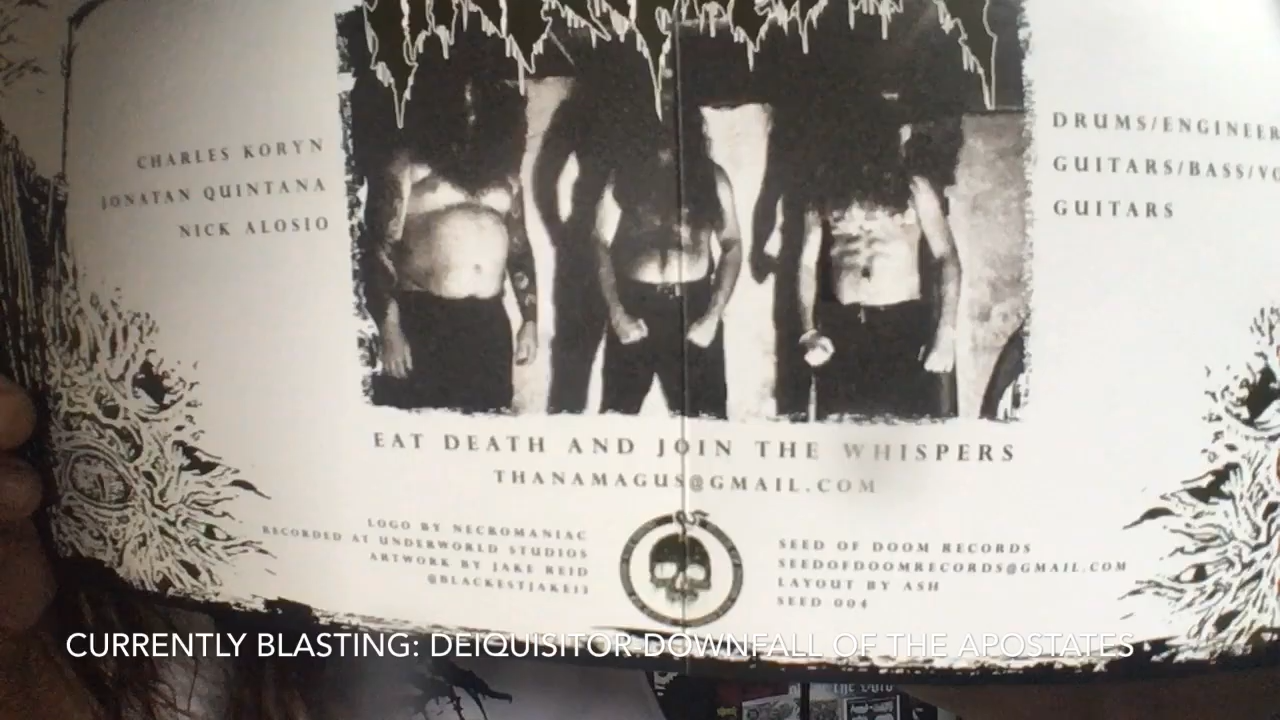 CHARLES KORYN
JONATAN QUINTANA
NICK ALOSIO
DRUMS/ENGINEER
GUITARS/BASS/VO
GUITARS
EAT DEATH AND JOIN THE WHISPERS
THANAMAGUS@GMAIL.COM
LOGO BY NECROMANIAC
RECORDED AT UNDERWORLD STUDIOS
ARTWORK BY JAKE REID
@BLACKESTJAKE13
SEED OF DOOM RECORDS
SEEDOFDOOMRECORDS@GMAIL.COM
LAYOUT BY ASH
SEED 004
CURRENTLY BLASTING: DEIQUISITOR-DOWNFALL OF THE APOSTATES